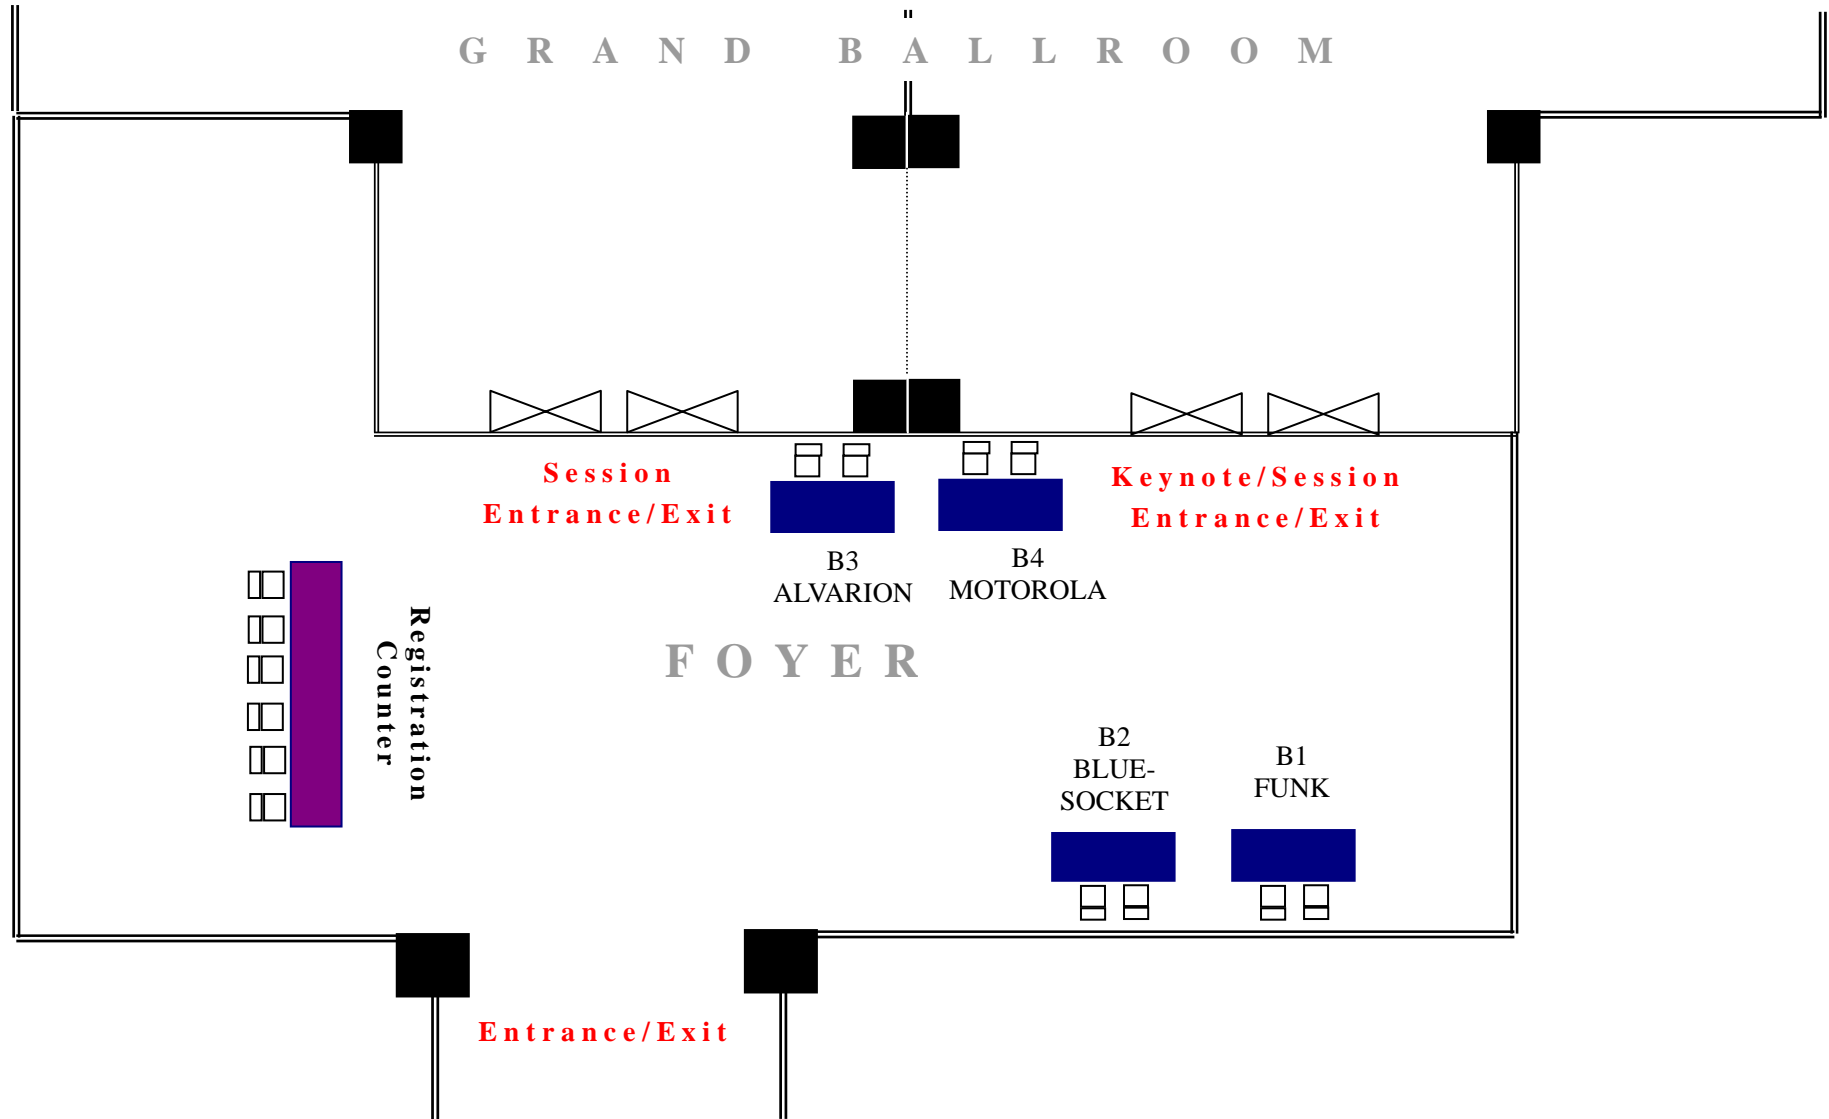 GRAND BALLROOM
Session
Entrance/Exit
Keynote/Session
Entrance/Exit
B3
ALVARION
B4
MOTOROLA
Registration
Counter
FOYER
B2
BLUE-
SOCKET
B1
FUNK
Entrance/Exit